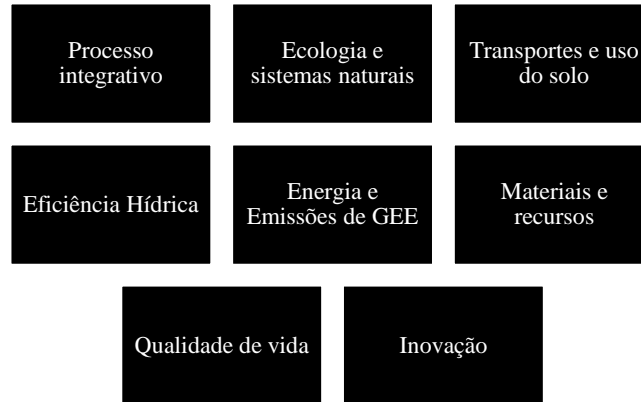 Processo
integrativo
Ecologia e
sistemas naturais
Transportes e uso
do solo
Eficiência Hídrica
Energia e
Emissões de GEE
Materiais e
recursos
Qualidade de vida
Inovação